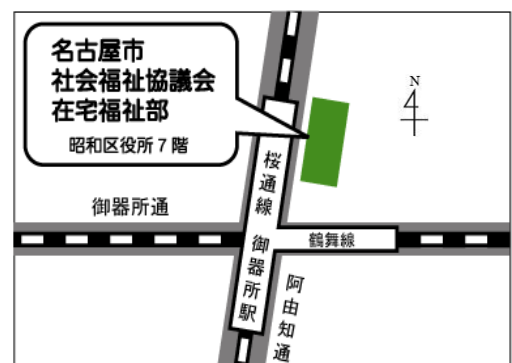 名古屋市
社会福祉協議会
在宅福祉部
昭和区役所7階
N
御器所通
桜通線
鶴舞線
御器所駅
阿由知通